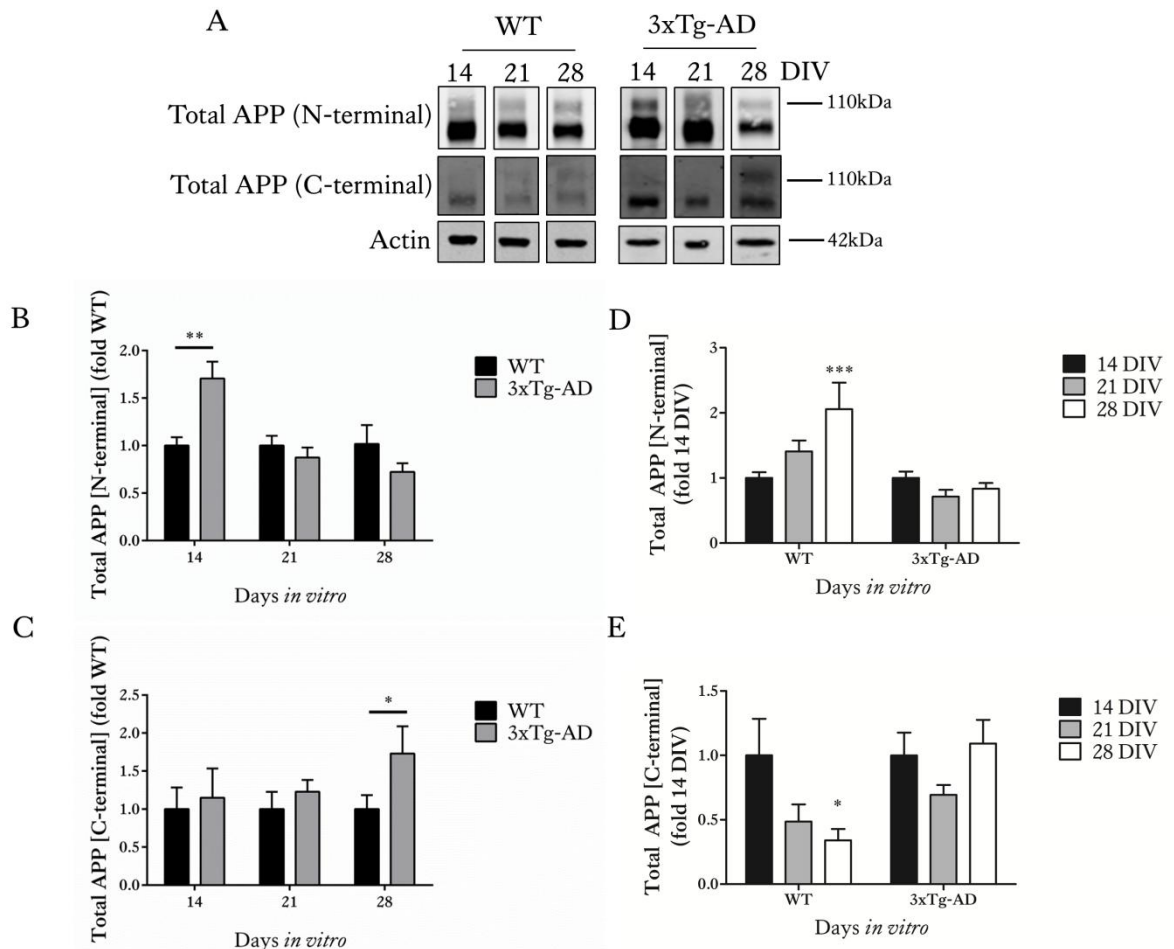 A
WT 3xTg-AD
14 21 28 14 21 28 DIV
Total APP (N-terminal) 110kDa
Total APP (C-terminal) 110kDa
Actin 42kDa
B
Total APP [N-terminal] (fold WT)
2.0
1.5
1.0
0.5
0.0
**
14 21 28
Days in vitro
WT
3xTg-AD
D
Total APP [N-terminal]
(fold 14 DIV)
3
2
1
0
***
WT 3xTg-AD
Days in vitro
14 DIV
21 DIV
28 DIV
C
Total APP [C-terminal] (fold WT)
2.5
2.0
1.5
1.0
0.5
0.0
*
14 21 28
Days in vitro
WT
3xTg-AD
E
Total APP [C-terminal]
(fold 14 DIV)
1.5
1.0
0.5
0.0
*
WT 3xTg-AD
Days in vitro
14 DIV
21 DIV
28 DIV